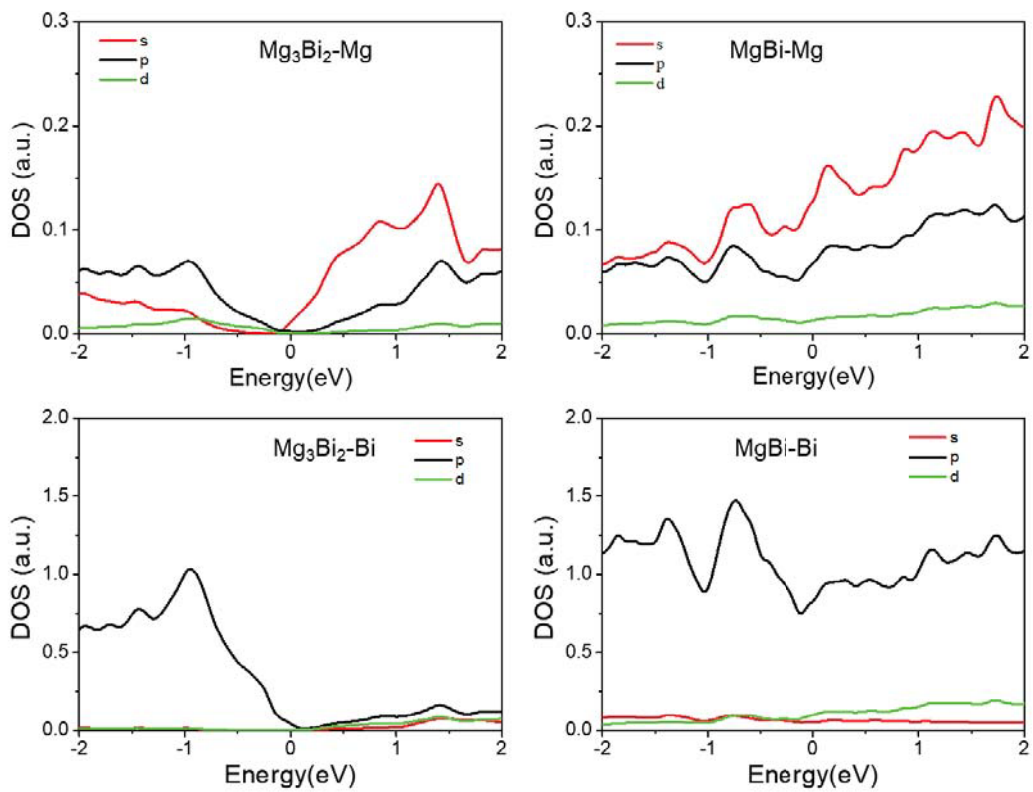 Mg3Bi2-Mg
s
p
d
DOS (a.u.)
0.3
0.2
0.1
0.0
-2 -1 0 1 2
Energy(eV)
MgBi-Mg
s
p
d
DOS (a.u.)
0.3
0.2
0.1
0.0
-2 -1 0 1 2
Energy(eV)
Mg3Bi2-Bi
s
p
d
DOS (a.u.)
2.0
1.5
1.0
0.5
0.0
-2 -1 0 1 2
Energy(eV)
MgBi-Bi
s
p
d
DOS (a.u.)
2.0
1.5
1.0
0.5
0.0
-2 -1 0 1 2
Energy(eV)